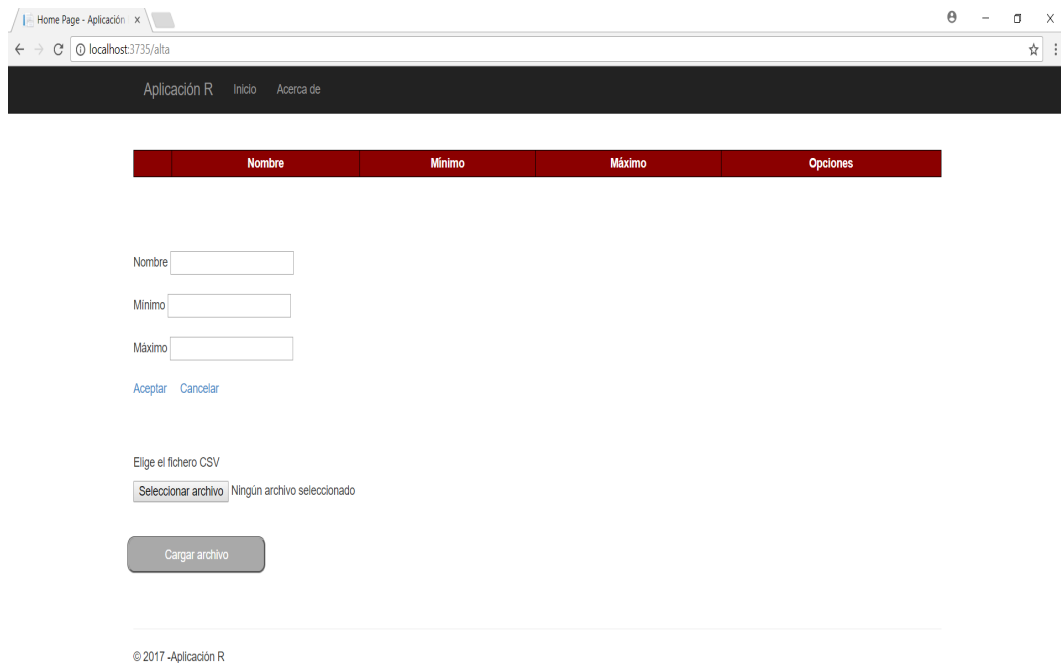 Home Page - Aplicación
localhost:3735/alta
Aplicación R Inicio Acerca de
Nombre Mínimo Máximo Opciones
Nombre
Mínimo
Máximo
Aceptar Cancelar
Elige el fichero CSV
Seleccionar archivo Ningún archivo seleccionado
Cargar archivo
© 2017 -Aplicación R